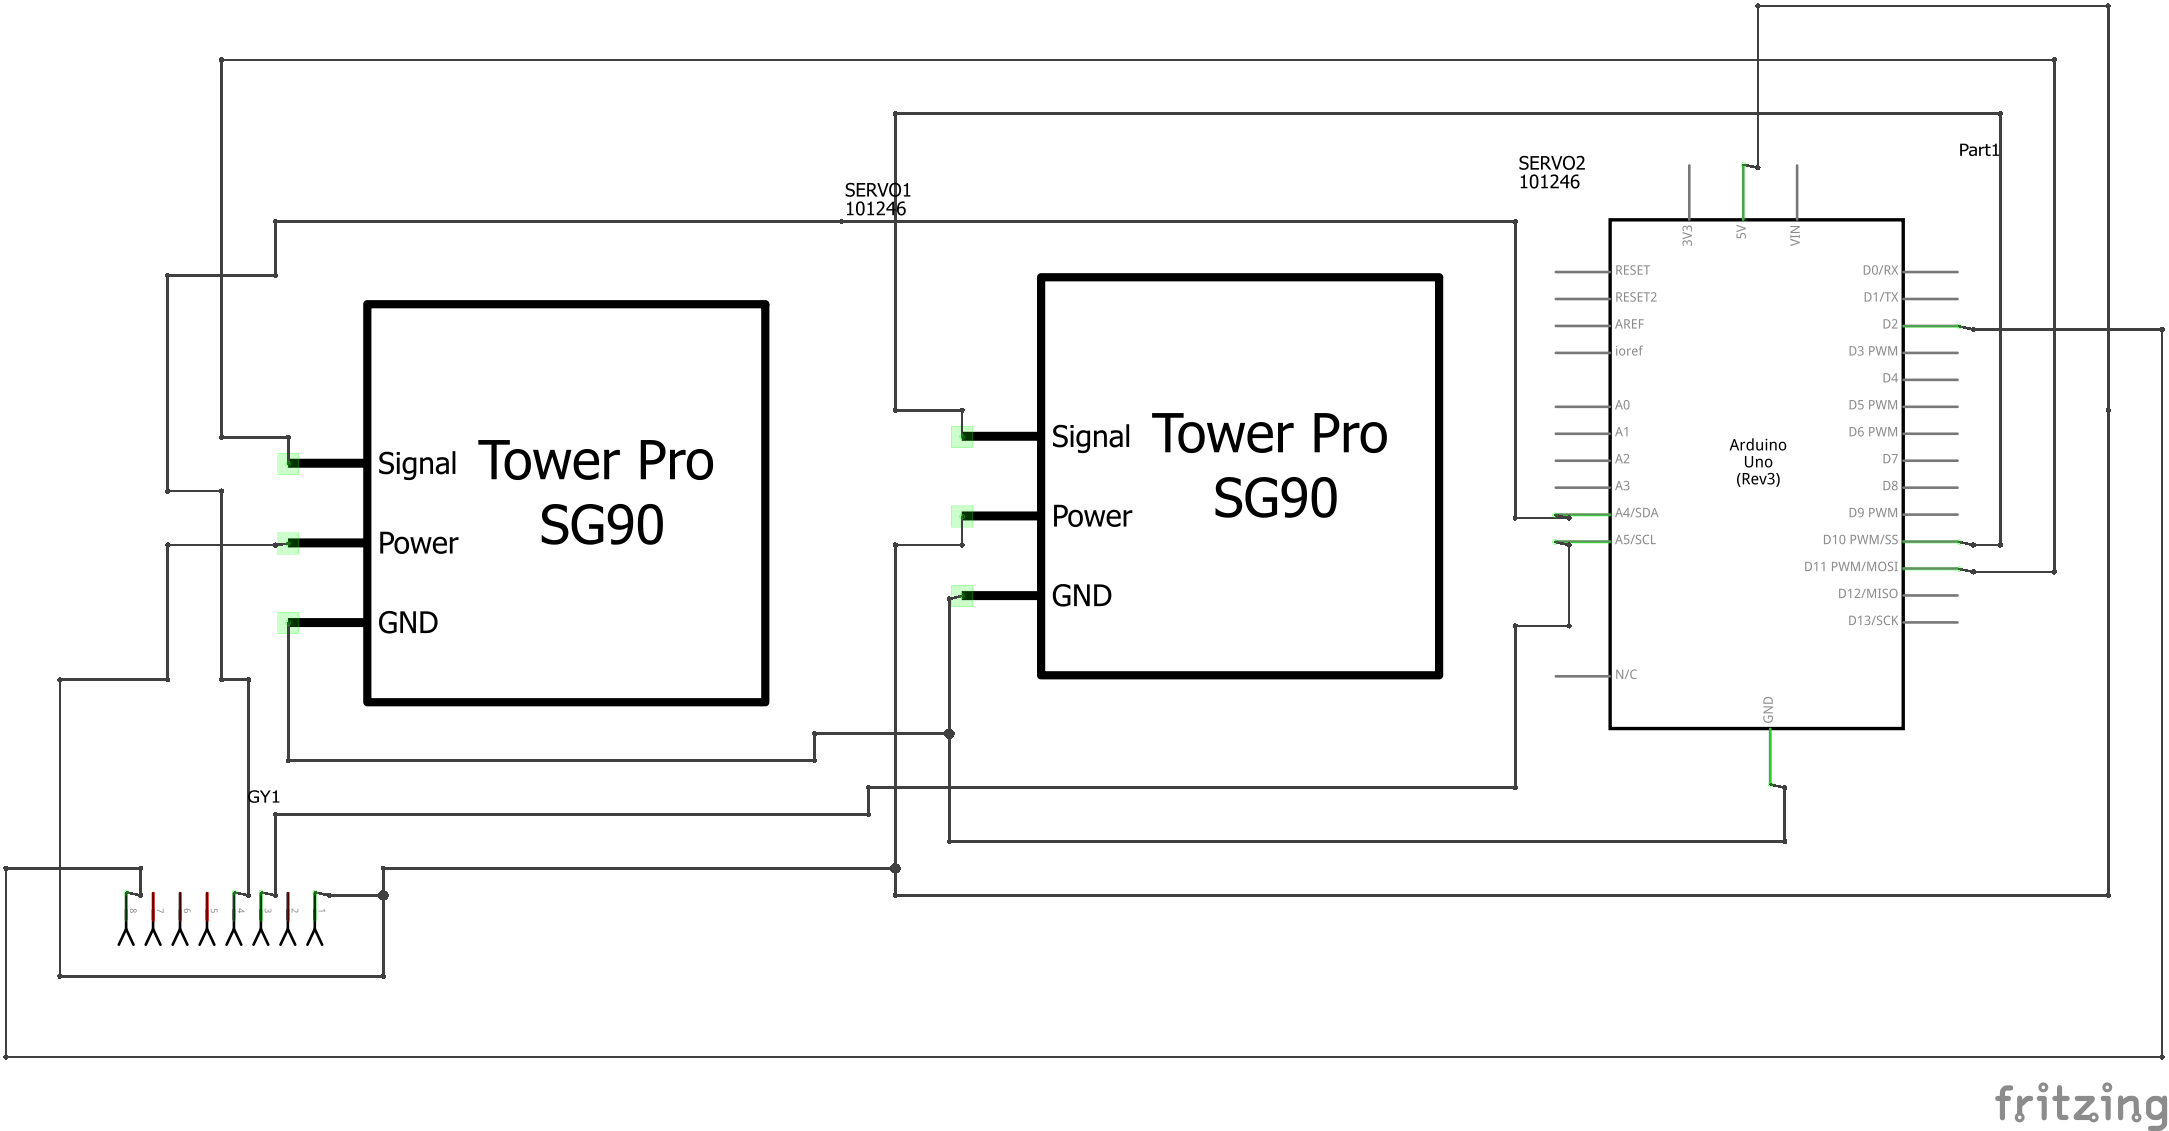 SERVO1
101246
Signal
Power
GND
Tower Pro
SG90
SERVO2
101246
Signal
Power
GND
Tower Pro
SG90
Part1
3V3
5V
VIN
RESET
RESET2
AREF
ioref
A0
A1
A2
A3
A4/SDA
A5/SCL
N/C
Arduino
Uno
(Rev3)
D0/RX
D1/TX
D2
D3 PWM
D4
D5 PWM
D6 PWM
D7
D8
D9 PWM
D10 PWM/SS
D11 PWM/MOSI
D12/MISO
D13/SCK
GND
GY1
8
7
6
5
4
3
2
1
fritzing